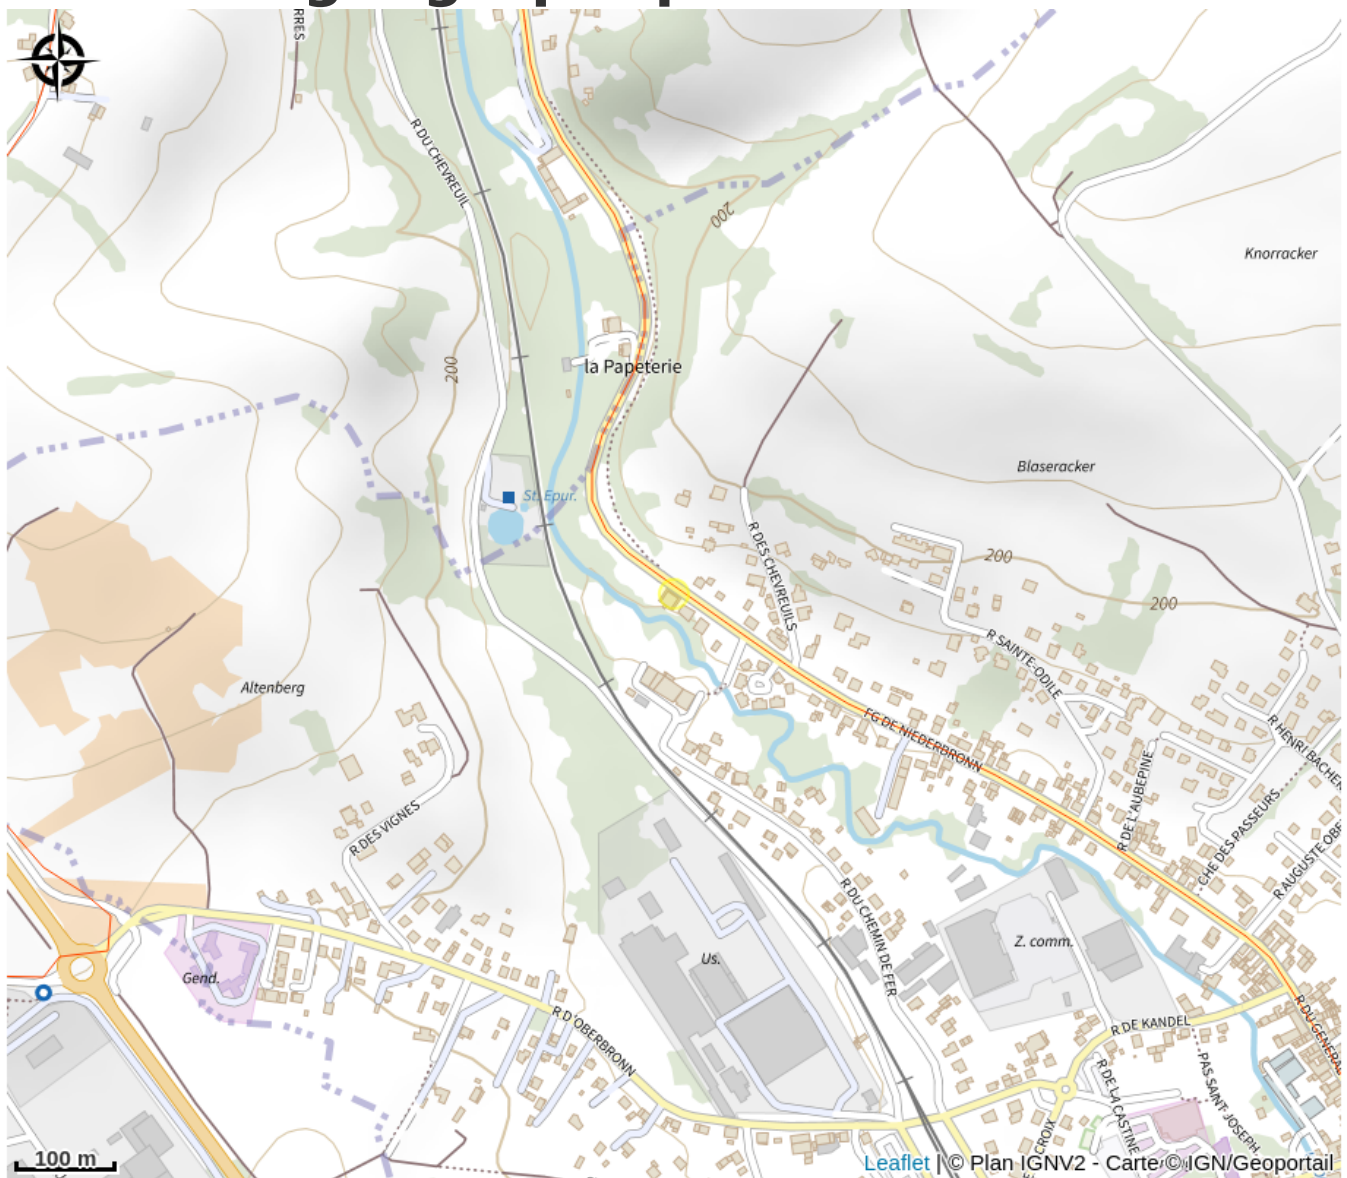 R DU CHEVREUIL
200
Knorracker
la Papeterie
200
Blaseracker
St. Epur.
R DES CHEVREUILS
200
200
R SAINTE-ODILE
Altenberg
FG DE NIEDERBRONN
R HENRI BACHER
R DE L'AUBEPINE
CHE DES PASSEURS
R DES VIGNES
R AUGUSTE OBE
R DU CHEMIN DE FER
Z. comm.
Us.
Gend.
R D'OBERBRONN
R DE KANDEL
R DU GENERAL
R DE LA CASTINE
PAS SAINT JOSEPH
CROIX
100 m
Leaflet | © Plan IGNV2 - Carte © IGN/Geoportail